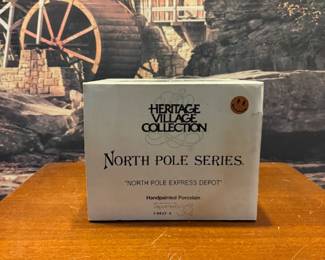 HERITAGE
VILLAGE
COLLECTION
NORTH POLE SERIES
"NORTH POLE EXPRESS DEPOT"
Handpainted Porcelain